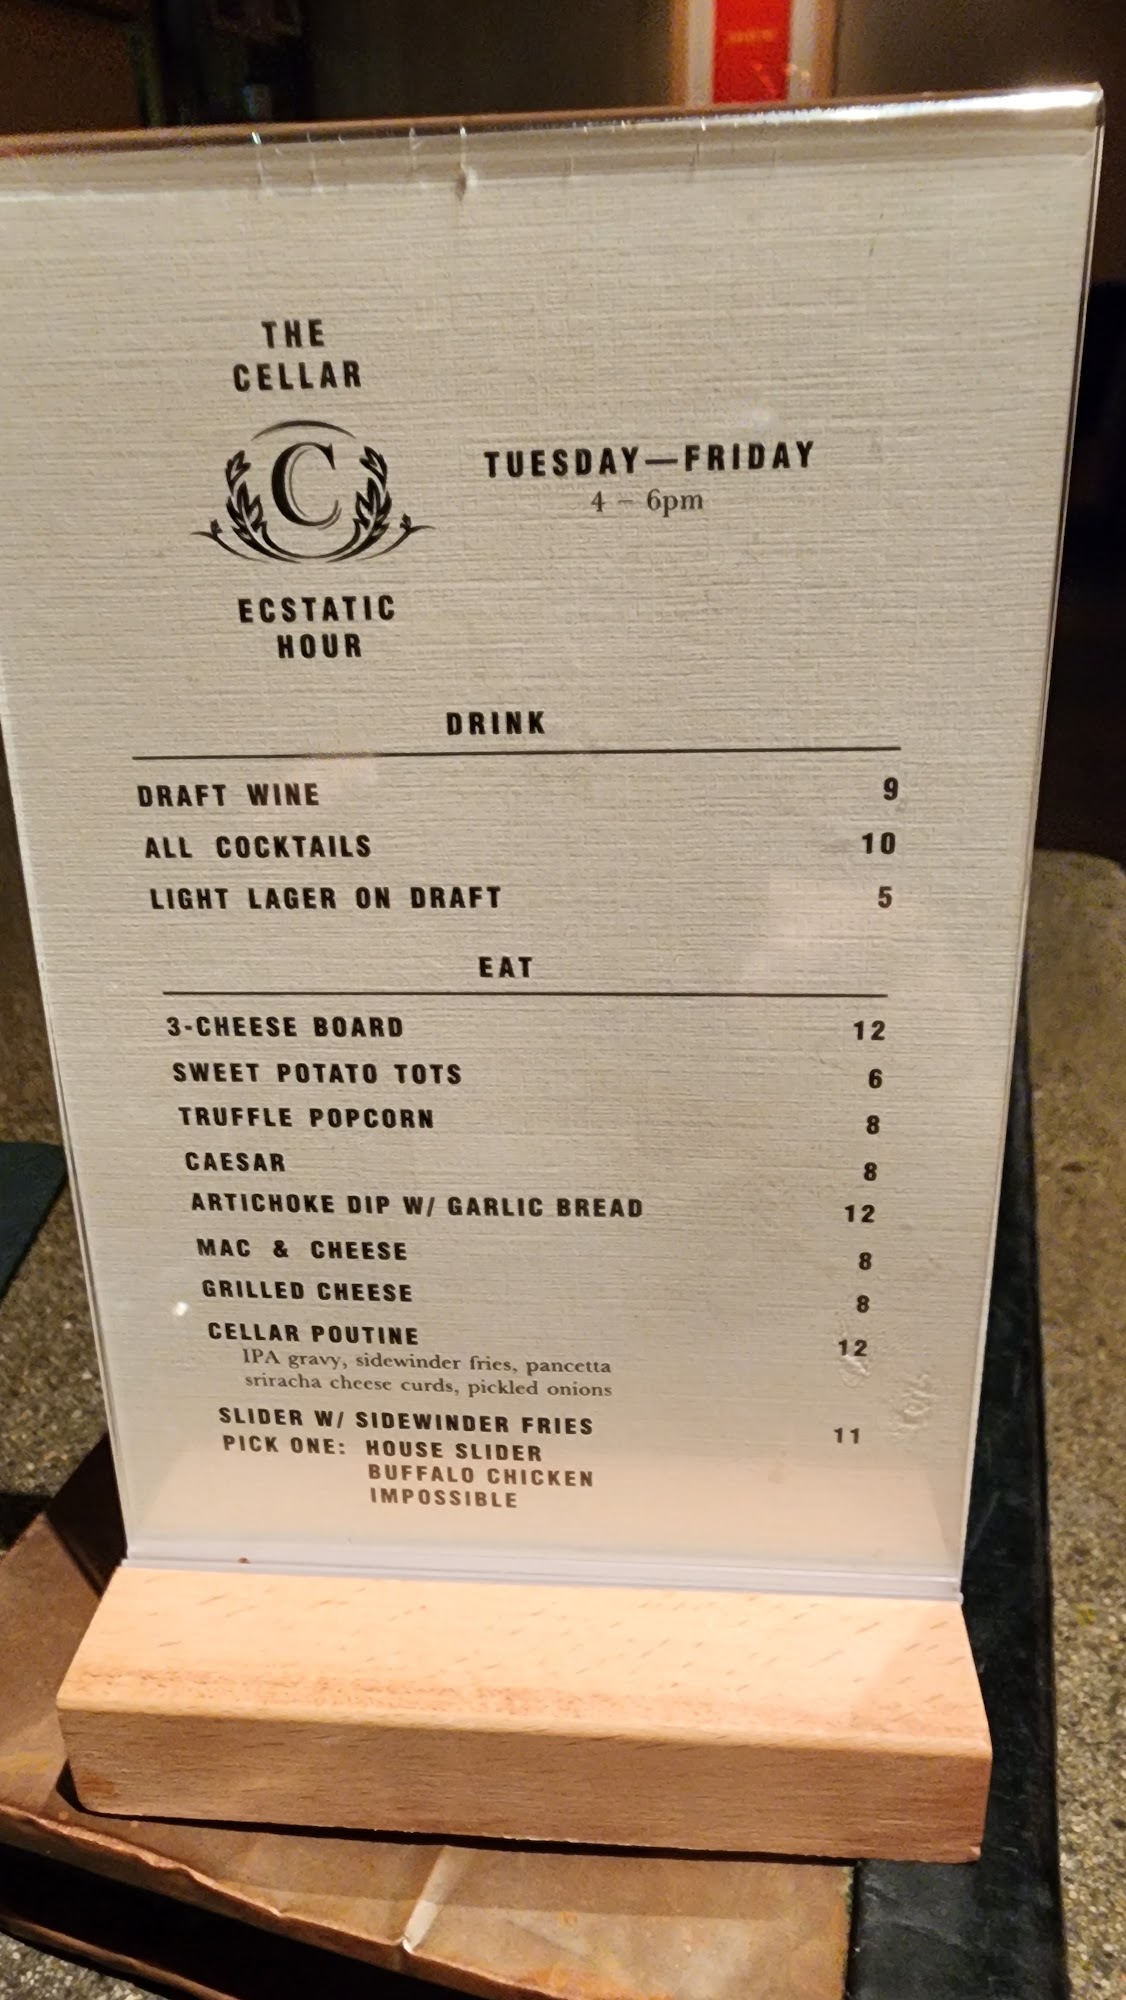 THE
CELLAR
C
ECSTATIC
HOUR
TUESDAY—FRIDAY
4 – 6pm
DRINK
DRAFT WINE 9
ALL COCKTAILS 10
LIGHT LAGER ON DRAFT 5
EAT
3-CHEESE BOARD 12
SWEET POTATO TOTS 6
TRUFFLE POPCORN 8
CAESAR 8
ARTICHOKE DIP W/ GARLIC BREAD 12
MAC & CHEESE 8
GRILLED CHEESE 8
CELLAR POUTINE 12
IPA gravy, sidewinder fries, pancetta
sriracha cheese curds, pickled onions
SLIDER W/ SIDEWINDER FRIES 11
PICK ONE: HOUSE SLIDER
BUFFALO CHICKEN
IMPOSSIBLE